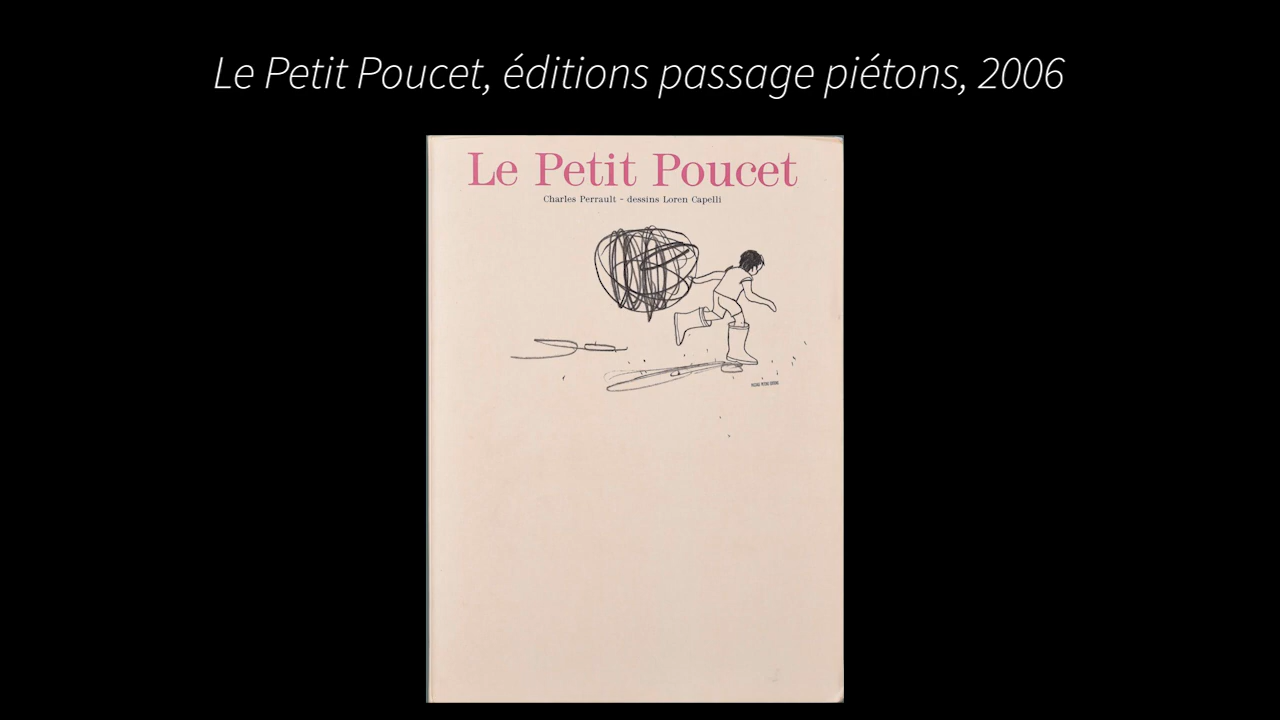 Le Petit Poucet, éditions passage piétons, 2006
Le Petit Poucet
Charles Perrault - dessins Loren Capelli